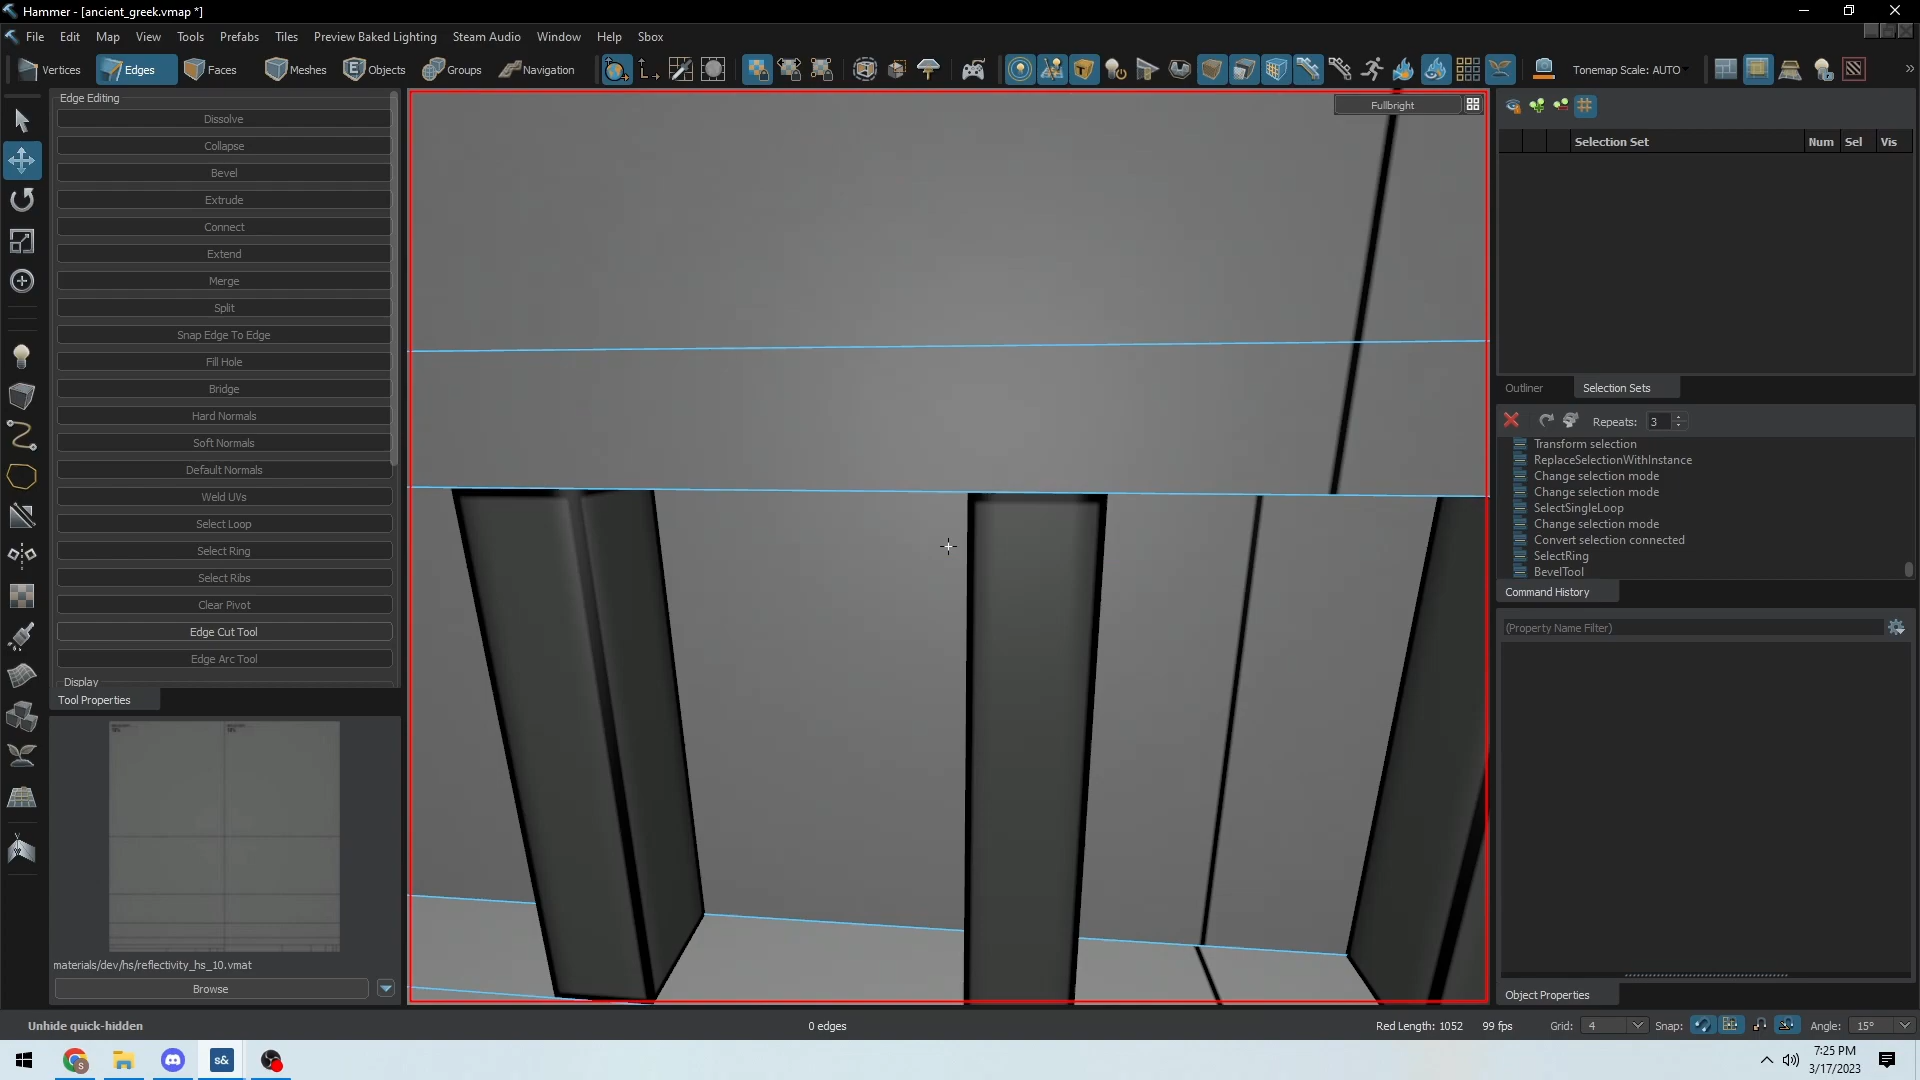 Hammer - [ancient_greek.vmap *]
File Edit Map View Tools Prefabs Tiles Preview Baked Lighting Steam Audio Window Help Sbox
Vertices Edges Faces Meshes Objects Groups Navigation Tonemap Scale: AUTO
Edge Editing
Dissolve
Collapse
Bevel
Extrude
Connect
Extend
Merge
Split
Snap Edge To Edge
Fill Hole
Bridge
Hard Normals
Soft Normals
Default Normals
Weld UVs
Select Loop
Select Ring
Select Ribs
Clear Pivot
Edge Cut Tool
Edge Arc Tool
Display
Tool Properties
materials/dev/hs/reflectivity_hs_10.vmat
Browse
Fullbright
Selection Set Num Sel Vis
Outliner Selection Sets
Repeats: 3
Transform selection
ReplaceSelectionWithInstance
Change selection mode
Change selection mode
SelectSingleLoop
Change selection mode
Convert selection connected
SelectRing
BevelTool
Command History
(Property Name Filter)
Object Properties
Unhide quick-hidden 0 edges Red Length: 1052 99 fps Grid: 4 Snap: Angle: 15°
s&
7:25 PM
3/17/2023